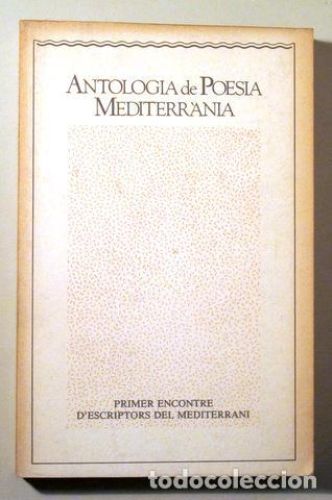 ANTOLOGIA de POESIA
MEDITERRÀNIA
PRIMER ENCONTRE
D'ESCRIPTORS DEL MEDITERRANI
todocoleccion